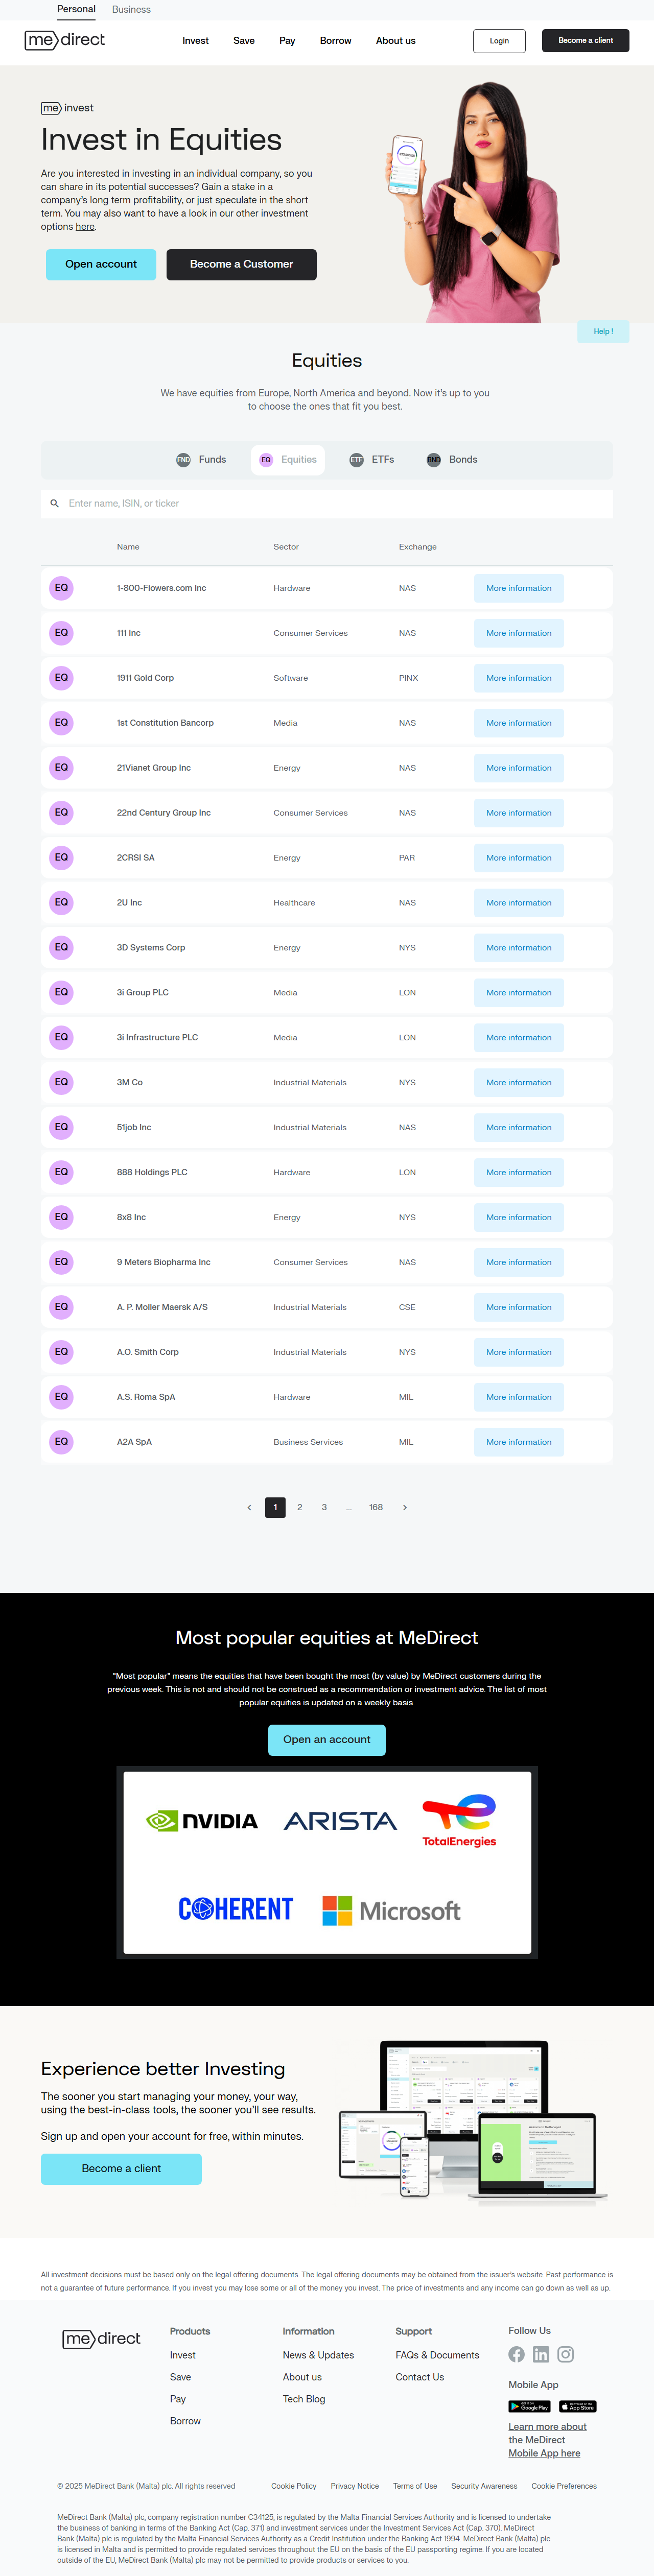 Personal Business
me direct
Invest Save Pay Borrow About us
Login Become a client
me invest
Invest in Equities
Are you interested in investing in an individual company, so you
can share in its potential successes? Gain a stake in a
company's long term profitability, or just speculate in the short
term. You may also want to have a look in our other investment
options here.
Open account Become a Customer
Help !
Equities
We have equities from Europe, North America and beyond. Now it's up to you
to choose the ones that fit you best.
FND Funds EQ Equities ETF ETFs BND Bonds
Enter name, ISIN, or ticker
Name Sector Exchange
EQ 1-800-Flowers.com Inc Hardware NAS More information
EQ 111 Inc Consumer Services NAS More information
EQ 1911 Gold Corp Software PINX More information
EQ 1st Constitution Bancorp Media NAS More information
EQ 21Vianet Group Inc Energy NAS More information
EQ 22nd Century Group Inc Consumer Services NAS More information
EQ 2CRSI SA Energy PAR More information
EQ 2U Inc Healthcare NAS More information
EQ 3D Systems Corp Energy NYS More information
EQ 3i Group PLC Media LON More information
EQ 3i Infrastructure PLC Media LON More information
EQ 3M Co Industrial Materials NYS More information
EQ 51job Inc Industrial Materials NAS More information
EQ 888 Holdings PLC Hardware LON More information
EQ 8x8 Inc Energy NYS More information
EQ 9 Meters Biopharma Inc Consumer Services NAS More information
EQ A. P. Moller Maersk A/S Industrial Materials CSE More information
EQ A.O. Smith Corp Industrial Materials NYS More information
EQ A.S. Roma SpA Hardware MIL More information
EQ A2A SpA Business Services MIL More information
1 2 3 ... 168
Most popular equities at MeDirect
"Most popular" means the equities that have been bought the most (by value) by MeDirect customers during the
previous week. This is not and should not be construed as a recommendation or investment advice. The list of most
popular equities is updated on a weekly basis.
Open an account
NVIDIA ARISTA TotalEnergies
COHERENT Microsoft
Experience better Investing
The sooner you start managing your money, your way,
using the best-in-class tools, the sooner you'll see results.
Sign up and open your account for free, within minutes.
Become a client
All investment decisions must be based only on the legal offering documents. The legal offering documents may be obtained from the issuer's website. Past performance is
not a guarantee of future performance. If you invest you may lose some or all of the money you invest. The price of investments and any income can go down as well as up.
me direct
Products
Invest
Save
Pay
Borrow
Information
News & Updates
About us
Tech Blog
Support
FAQs & Documents
Contact Us
Follow Us
Mobile App
Google Play App Store
Learn more about
the MeDirect
Mobile App here
© 2025 MeDirect Bank (Malta) plc. All rights reserved Cookie Policy Privacy Notice Terms of Use Security Awareness Cookie Preferences
MeDirect Bank (Malta) plc, company registration number C34125, is regulated by the Malta Financial Services Authority and is licensed to undertake
the business of banking in terms of the Banking Act (Cap. 371) and investment services under the Investment Services Act (Cap. 370). MeDirect
Bank (Malta) plc is regulated by the Malta Financial Services Authority as a Credit Institution under the Banking Act 1994. MeDirect Bank (Malta) plc
is licensed in Malta and is permitted to provide regulated services throughout the EU on the basis of the EU passporting regime. If you are located
outside of the EU, MeDirect Bank (Malta) plc may not be permitted to provide products or services to you.